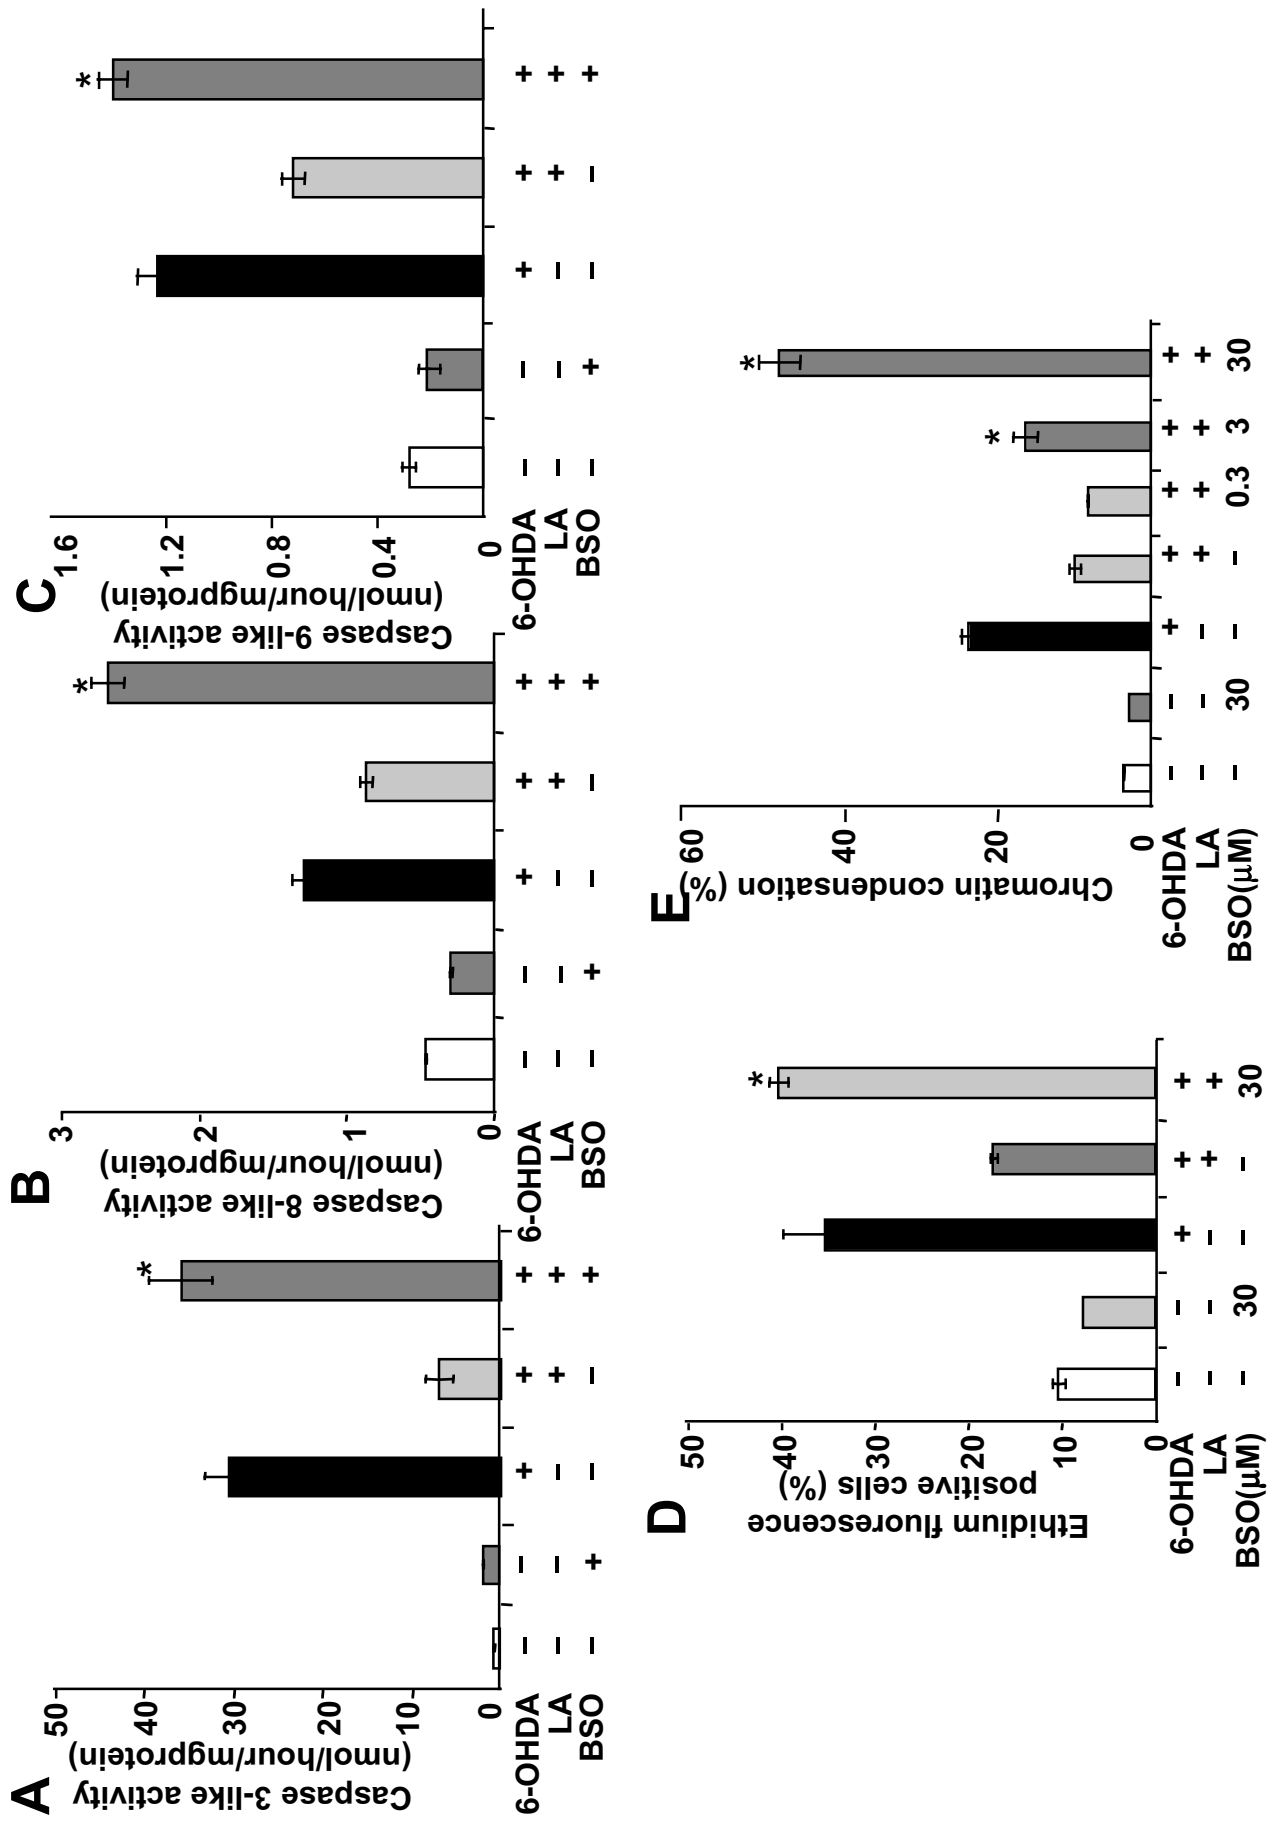 A
Caspase 3-like activity
(nmol/hour/mgprotein)
50
40
30
20
10
0
6-OHDA – – + + +
LA – – – + +
BSO – + – – +
*
B
Caspase 8-like activity
(nmol/hour/mgprotein)
3
2
1
0
6-OHDA – – + + +
LA – – – + +
BSO – + – – +
*
C
Caspase 9-like activity
(nmol/hour/mgprotein)
1.6
1.2
0.8
0.4
0
6-OHDA – – + + +
LA – – – + +
BSO – + – – +
*
D
Ethidium fluorescence
positive cells (%)
50
40
30
20
10
0
6-OHDA – – + + +
LA – – – + +
BSO(μM) – 30 – – 30
*
E
Chromatin condensation (%)
60
40
20
0
6-OHDA – – + + + + +
LA – – – + + + +
BSO(μM) – 30 – – 0.3 3 30
* *